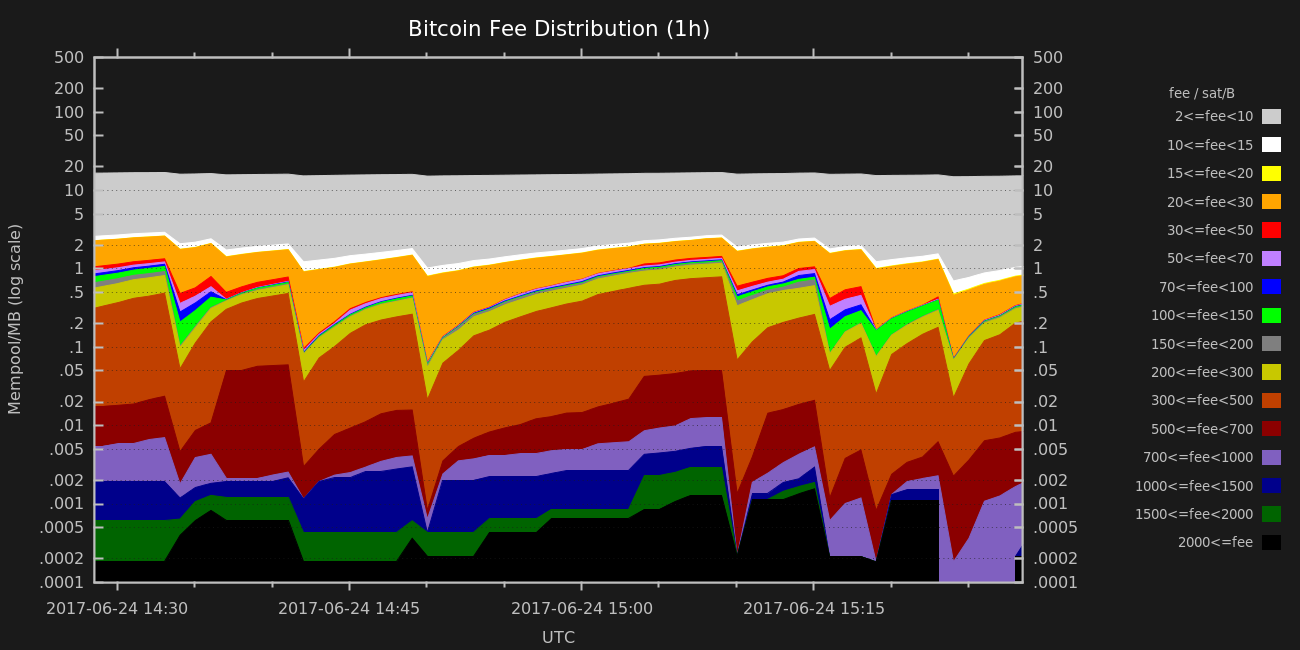 Bitcoin Fee Distribution (1h)
500 500
200 200
100 100
50 50
20 20
10 10
5 5
2 2
1 1
.5 .5
.2 .2
.1 .1
.05 .05
.02 .02
.01 .01
.005 .005
.002 .002
.001 .001
.0005 .0005
.0002 .0002
.0001 .0001
Mempool/MB (log scale)
2017-06-24 14:30 2017-06-24 14:45 2017-06-24 15:00 2017-06-24 15:15
UTC
fee / sat/B
2<=fee<10
10<=fee<15
15<=fee<20
20<=fee<30
30<=fee<50
50<=fee<70
70<=fee<100
100<=fee<150
150<=fee<200
200<=fee<300
300<=fee<500
500<=fee<700
700<=fee<1000
1000<=fee<1500
1500<=fee<2000
2000<=fee